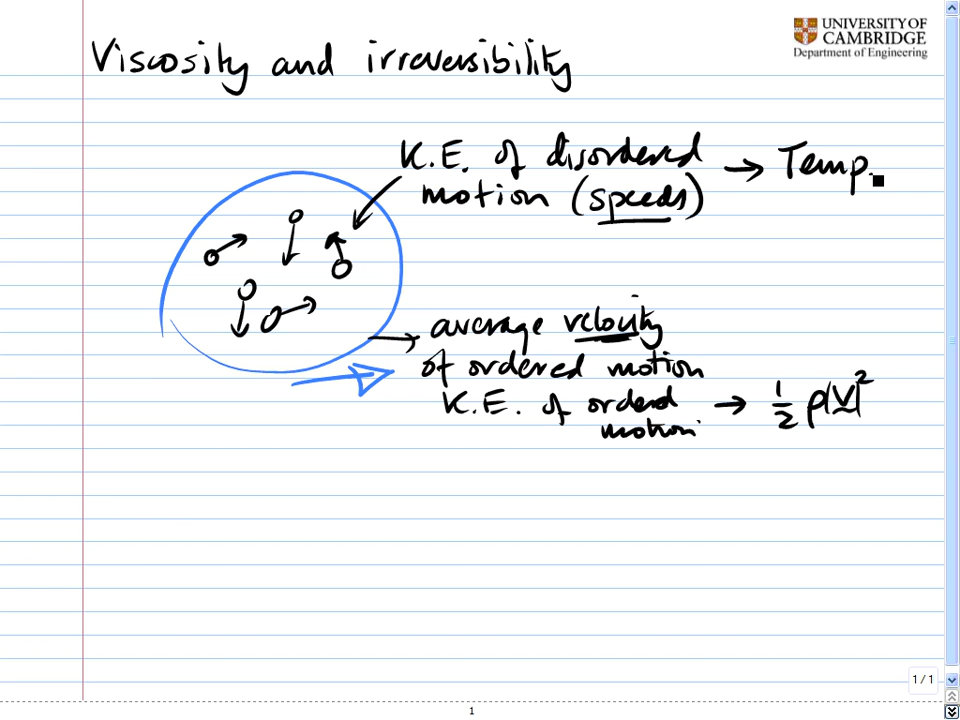 Viscosity and irreversibility
UNIVERSITY OF
CAMBRIDGE
Department of Engineering
K.E. of disordered
motion (speeds) → Temp.
→ average velocity
of ordered motion
K.E. of ordered → 1/2 ρ|V|²
motion
1 / 1
1